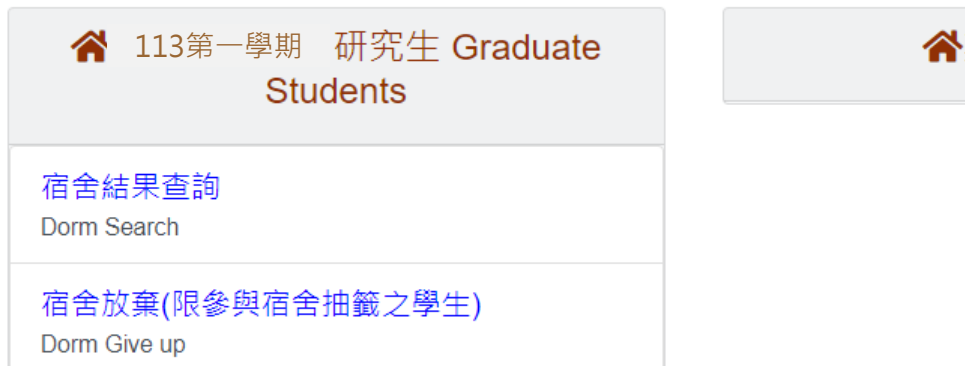 113第一學期 研究生 Graduate
Students
宿舍結果查詢
Dorm Search
宿舍放棄(限參與宿舍抽籤之學生)
Dorm Give up